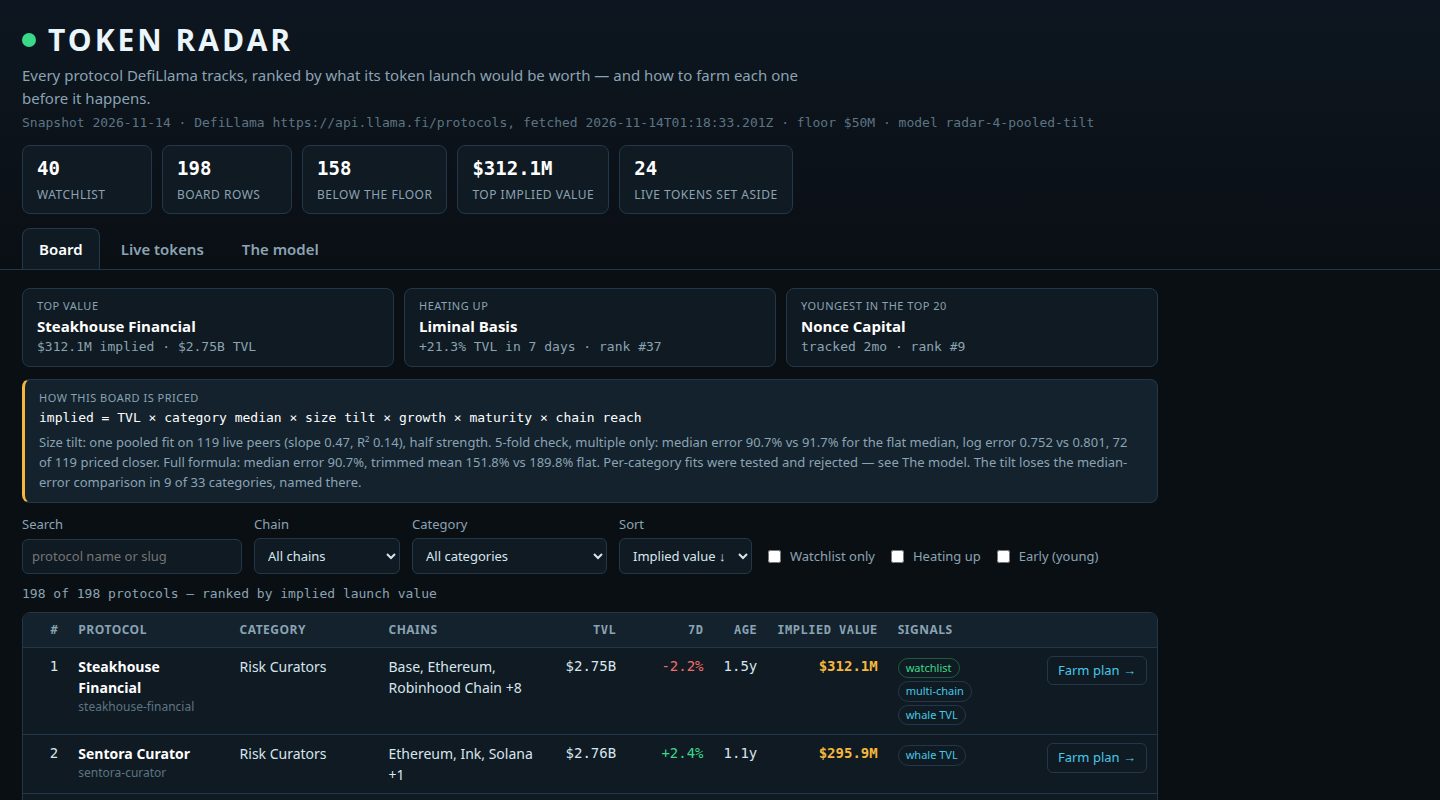 TOKEN RADAR
Every protocol DefiLlama tracks, ranked by what its token launch would be worth — and how to farm each one
before it happens.
Snapshot 2026-11-14 · DefiLlama https://api.llama.fi/protocols, fetched 2026-11-14T01:18:33.201Z · floor $50M · model radar-4-pooled-tilt
40 198 158 $312.1M 24
WATCHLIST BOARD ROWS BELOW THE FLOOR TOP IMPLIED VALUE LIVE TOKENS SET ASIDE
Board Live tokens The model
TOP VALUE HEATING UP YOUNGEST IN THE TOP 20
Steakhouse Financial Liminal Basis Nonce Capital
$312.1M implied · $2.75B TVL +21.3% TVL in 7 days · rank #37 tracked 2mo · rank #9
HOW THIS BOARD IS PRICED
implied = TVL × category median × size tilt × growth × maturity × chain reach
Size tilt: one pooled fit on 119 live peers (slope 0.47, R² 0.14), half strength. 5-fold check, multiple only: median error 90.7% vs 91.7% for the flat median, log error 0.752 vs 0.801, 72
of 119 priced closer. Full formula: median error 90.7%, trimmed mean 151.8% vs 189.8% flat. Per-category fits were tested and rejected — see The model. The tilt loses the median-
error comparison in 9 of 33 categories, named there.
Search Chain Category Sort
protocol name or slug All chains All categories Implied value ↓ Watchlist only Heating up Early (young)
198 of 198 protocols — ranked by implied launch value
# PROTOCOL CATEGORY CHAINS TVL 7D AGE IMPLIED VALUE SIGNALS
1 Steakhouse Risk Curators Base, Ethereum, $2.75B -2.2% 1.5y $312.1M watchlist Farm plan →
Financial Robinhood Chain +8 multi-chain
steakhouse-financial whale TVL
2 Sentora Curator Risk Curators Ethereum, Ink, Solana $2.76B +2.4% 1.1y $295.9M whale TVL Farm plan →
sentora-curator +1